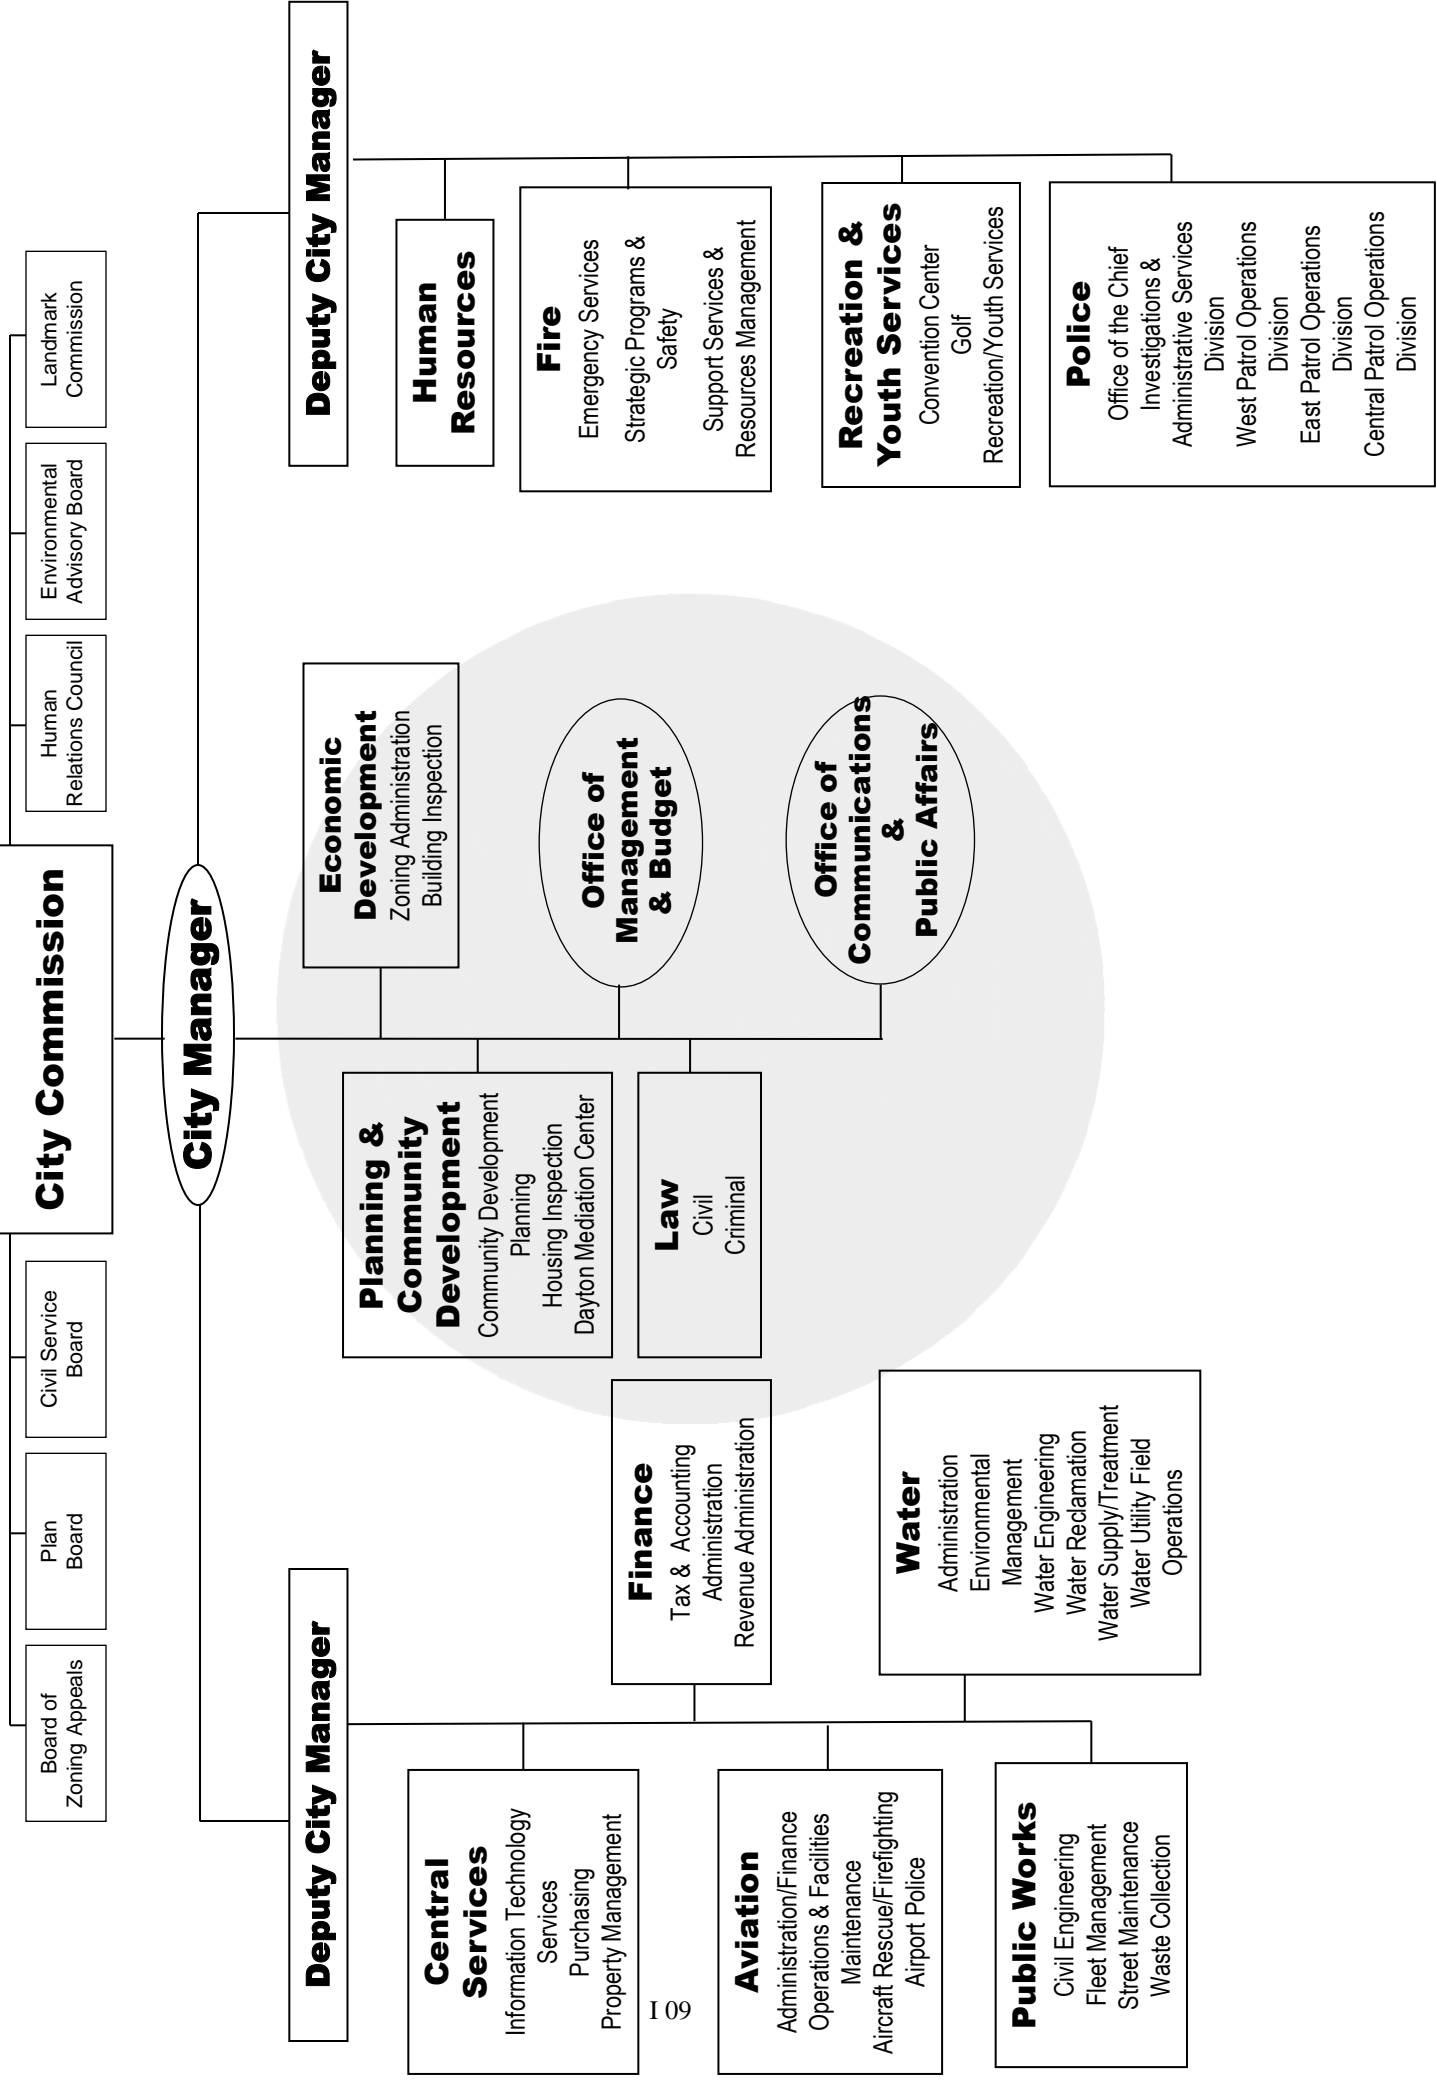 City Commission
Board of
Zoning Appeals
Plan
Board
Civil Service
Board
Human
Relations Council
Environmental
Advisory Board
Landmark
Commission
City Manager
Deputy City Manager
Central
Services
Information Technology
Services
Purchasing
Property Management
Finance
Tax & Accounting
Administration
Revenue Administration
Aviation
Administration/Finance
Operations & Facilities
Maintenance
Aircraft Rescue/Firefighting
Airport Police
Water
Administration
Environmental
Management
Water Engineering
Water Reclamation
Water Supply/Treatment
Water Utility Field
Operations
Public Works
Civil Engineering
Fleet Management
Street Maintenance
Waste Collection
Economic
Development
Zoning Administration
Building Inspection
Planning &
Community
Development
Community Development
Planning
Housing Inspection
Dayton Mediation Center
Office of
Management
& Budget
Law
Civil
Criminal
Office of
Communications
&
Public Affairs
Deputy City Manager
Human
Resources
Fire
Emergency Services
Strategic Programs &
Safety
Support Services &
Resources Management
Recreation &
Youth Services
Convention Center
Golf
Recreation/Youth Services
Police
Office of the Chief
Investigations &
Administrative Services
Division
West Patrol Operations
Division
East Patrol Operations
Division
Central Patrol Operations
Division
I 09